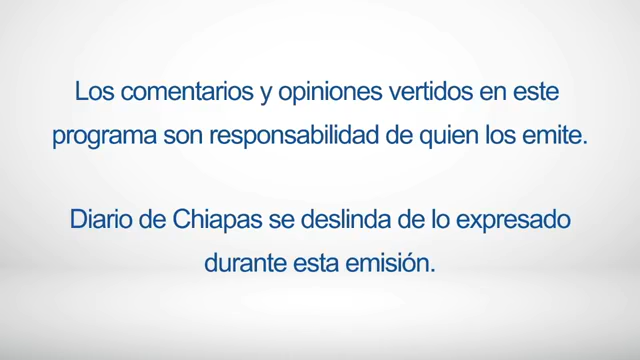 Los comentarios y opiniones vertidos en este
programa son responsabilidad de quien los emite.
Diario de Chiapas se deslinda de lo expresado
durante esta emisión.